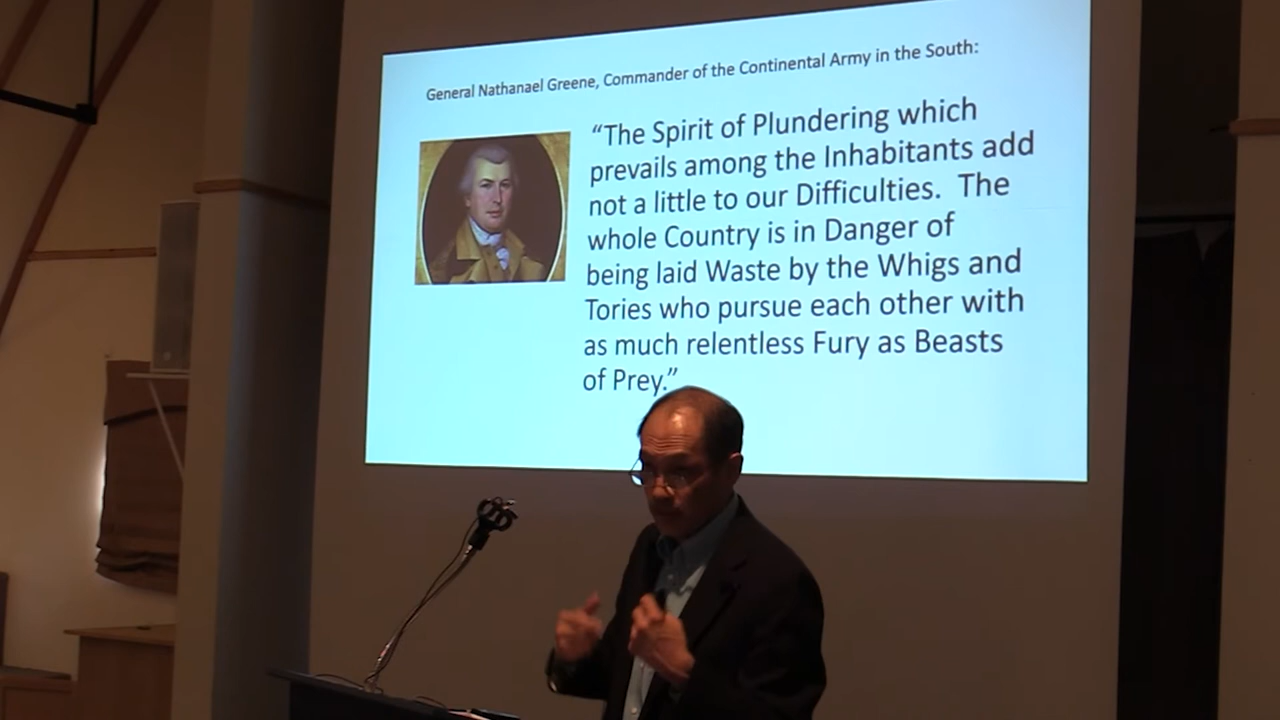 General Nathanael Greene, Commander of the Continental Army in the South:
“The Spirit of Plundering which
prevails among the Inhabitants add
not a little to our Difficulties. The
whole Country is in Danger of
being laid Waste by the Whigs and
Tories who pursue each other with
as much relentless Fury as Beasts
of Prey.”